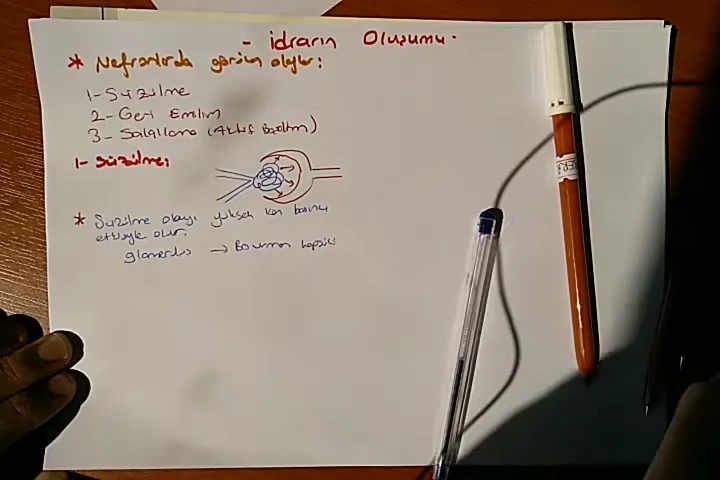 - idrarın Oluşumu.
* Nefronlarda görülen olaylar:
1-Süzülme
2- Geri Emilim
3- Salgılama (Aktif Boşaltım)
1- Süzülme:
* Süzülme olayı yüksek kan basıncı
etkisiyle olur.
glomerulus → Bowman kapsülü